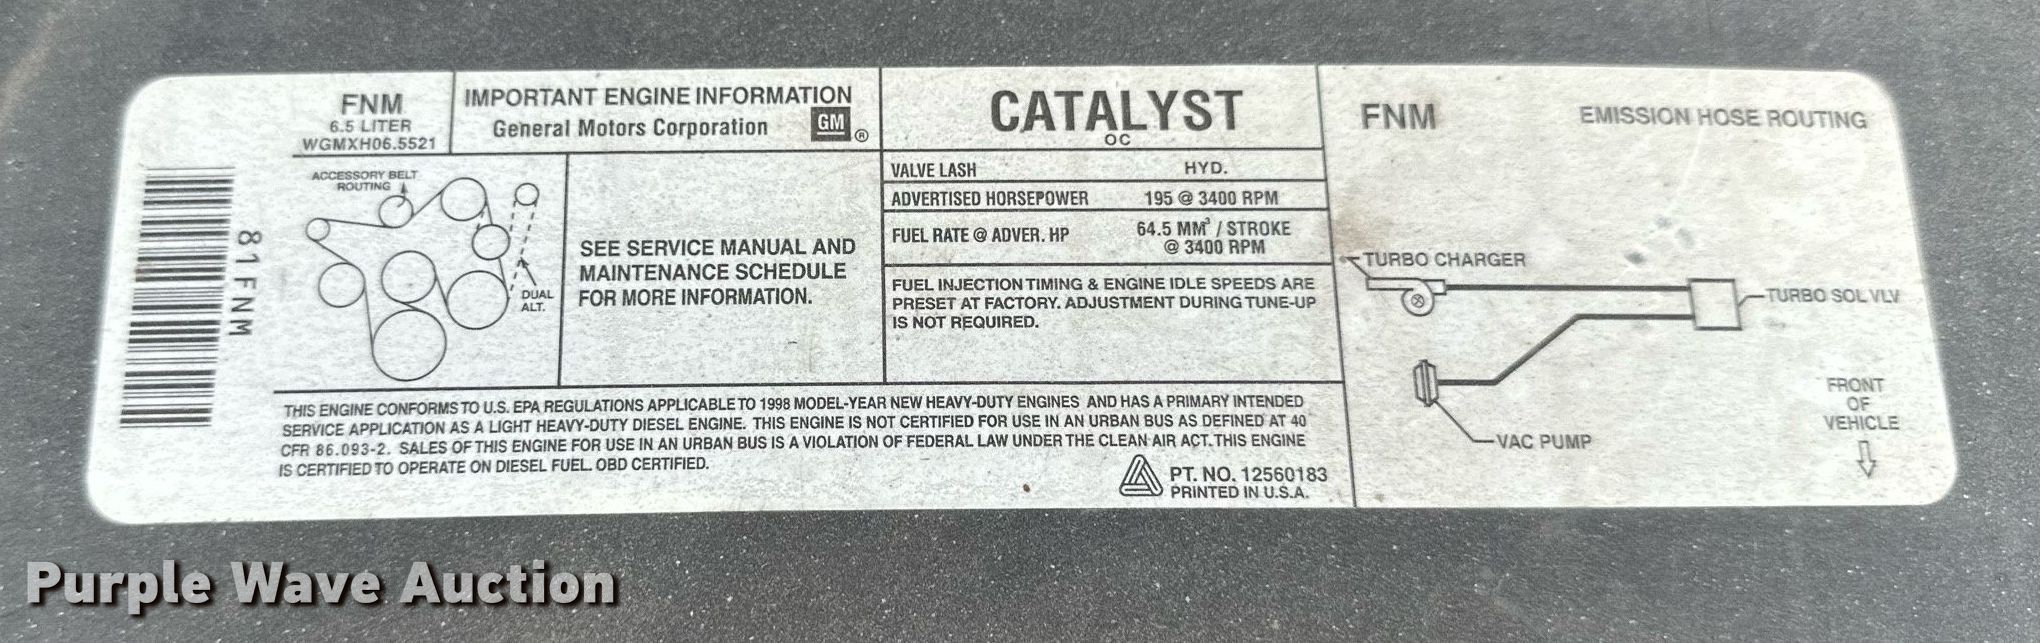 FNM
6.5 LITER
WGMXH06.5521
IMPORTANT ENGINE INFORMATION
General Motors Corporation
GM ®
CATALYST
OC
FNM
EMISSION HOSE ROUTING
81FNM
ACCESSORY BELT
ROUTING
DUAL
ALT.
SEE SERVICE MANUAL AND
MAINTENANCE SCHEDULE
FOR MORE INFORMATION.
VALVE LASH HYD.
ADVERTISED HORSEPOWER 195 @ 3400 RPM
FUEL RATE @ ADVER. HP 64.5 MM³ / STROKE
@ 3400 RPM
FUEL INJECTION TIMING & ENGINE IDLE SPEEDS ARE
PRESET AT FACTORY. ADJUSTMENT DURING TUNE-UP
IS NOT REQUIRED.
TURBO CHARGER
TURBO SOL VLV
VAC PUMP
FRONT
OF
VEHICLE
THIS ENGINE CONFORMS TO U.S. EPA REGULATIONS APPLICABLE TO 1998 MODEL-YEAR NEW HEAVY-DUTY ENGINES AND HAS A PRIMARY INTENDED
SERVICE APPLICATION AS A LIGHT HEAVY-DUTY DIESEL ENGINE. THIS ENGINE IS NOT CERTIFIED FOR USE IN AN URBAN BUS AS DEFINED AT 40
CFR 86.093-2. SALES OF THIS ENGINE FOR USE IN AN URBAN BUS IS A VIOLATION OF FEDERAL LAW UNDER THE CLEAN AIR ACT. THIS ENGINE
IS CERTIFIED TO OPERATE ON DIESEL FUEL. OBD CERTIFIED.
PT. NO. 12560183
PRINTED IN U.S.A.
Purple Wave Auction